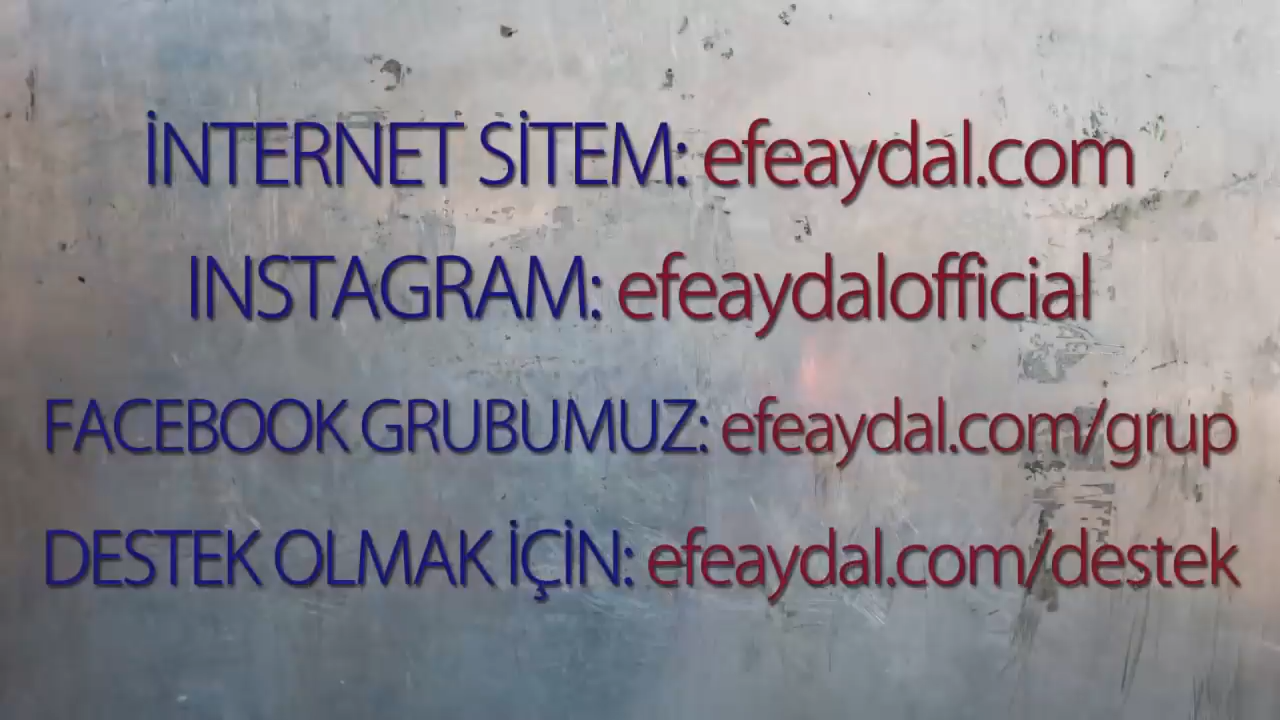 İNTERNET SİTEM: efeaydal.com
INSTAGRAM: efeaydalofficial
FACEBOOK GRUBUMUZ: efeaydal.com/grup
DESTEK OLMAK İÇİN: efeaydal.com/destek